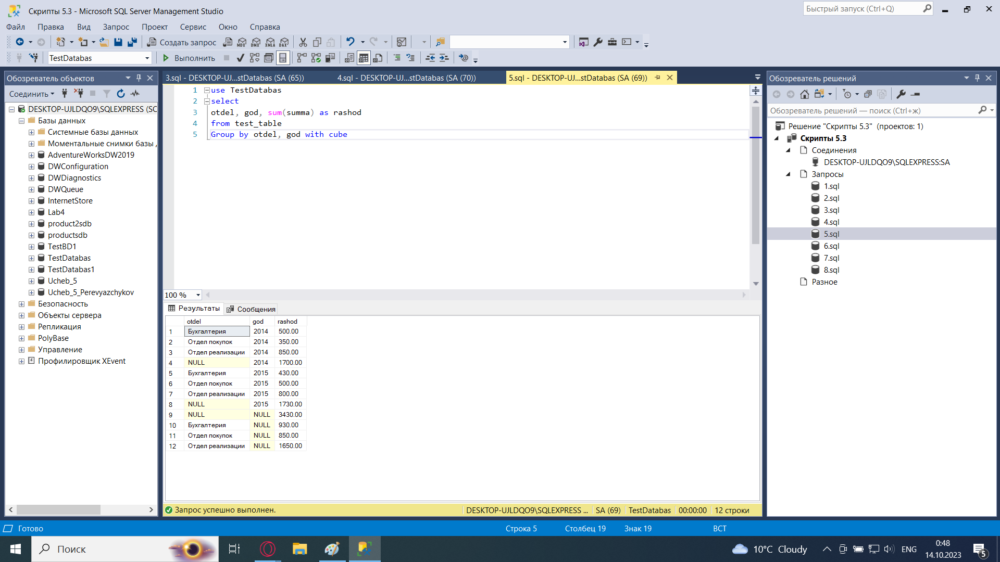 Скрипты 5.3 - Microsoft SQL Server Management Studio
Быстрый запуск (Ctrl+Q)
Файл Правка Вид Запрос Проект Сервис Окно Справка
Создать запрос MDX DMX XMLA DAX
TestDatabas Выполнить
Обозреватель объектов
Соединить
DESKTOP-UJLDQO9\SQLEXPRESS (SC
Базы данных
Системные базы данных
Моментальные снимки базы
AdventureWorksDW2019
DWConfiguration
DWDiagnostics
DWQueue
InternetStore
Lab4
product2sdb
productsdb
TestBD1
TestDatabas
TestDatabas1
Ucheb_5
Ucheb_5_Perevyazchykov
Безопасность
Объекты сервера
Репликация
PolyBase
Управление
Профилировщик XEvent
3.sql - DESKTOP-UJ...stDatabas (SA (65)) 4.sql - DESKTOP-UJ...stDatabas (SA (70)) 5.sql - DESKTOP-UJ...stDatabas (SA (69))
1 use TestDatabas
2 select
3 otdel, god, sum(summa) as rashod
4 from test_table
5 Group by otdel, god with cube
100 %
Результаты Сообщения
otdel god rashod
1 Бухгалтерия 2014 500.00
2 Отдел покупок 2014 350.00
3 Отдел реализации 2014 850.00
4 NULL 2014 1700.00
5 Бухгалтерия 2015 430.00
6 Отдел покупок 2015 500.00
7 Отдел реализации 2015 800.00
8 NULL 2015 1730.00
9 NULL NULL 3430.00
10 Бухгалтерия NULL 930.00
11 Отдел покупок NULL 850.00
12 Отдел реализации NULL 1650.00
Запрос успешно выполнен. DESKTOP-UJLDQO9\SQLEXPRESS ... SA (69) TestDatabas 00:00:00 12 строки
Обозреватель решений
Обозреватель решений — поиск (Ctrl+ж)
Решение "Скрипты 5.3" (проектов: 1)
Скрипты 5.3
Соединения
DESKTOP-UJLDQO9\SQLEXPRESS:SA
Запросы
1.sql
2.sql
3.sql
4.sql
5.sql
6.sql
7.sql
8.sql
Разное
Готово Строка 5 Столбец 19 Знак 19 ВСТ
Поиск
10°C Cloudy ENG 0:48
14.10.2023
5